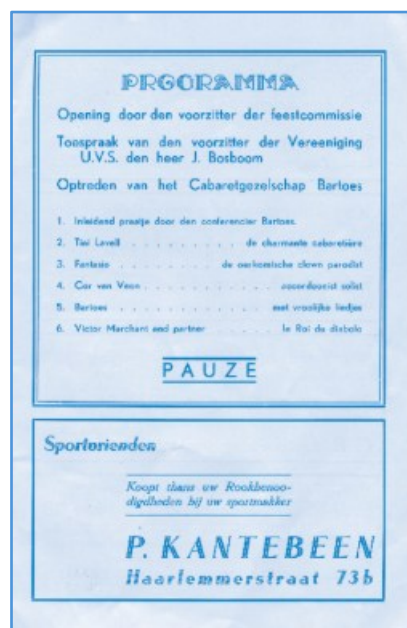 PRGORAMMA
Opening door den voorzitter der feestcommissie
Toespraak van den voorzitter der Vereeniging
U.V.S. den heer J. Bosboom
Optreden van het Cabaretgezelschap Bartoes
1. Inleidend praatje door den conferencier Bartoes.
2. Tini Lavell . . . . . . . . . . de charmante cabaretière
3. Fantasio . . . . . . . . . de oerkomische clown parodist
4. Cor van Veen . . . . . . . . . . . . accordeonist solist
5. Bartoes . . . . . . . . . . . . . . met vroolijke liedjes
6. Victor Marchant and partner . . . . . le Roi du diabolo
PAUZE
Sportvrienden
Koopt thans uw Rookbenoo-
digdheden bij uw sportmakker
P. KANTEBEEN
Haarlemmerstraat 73b